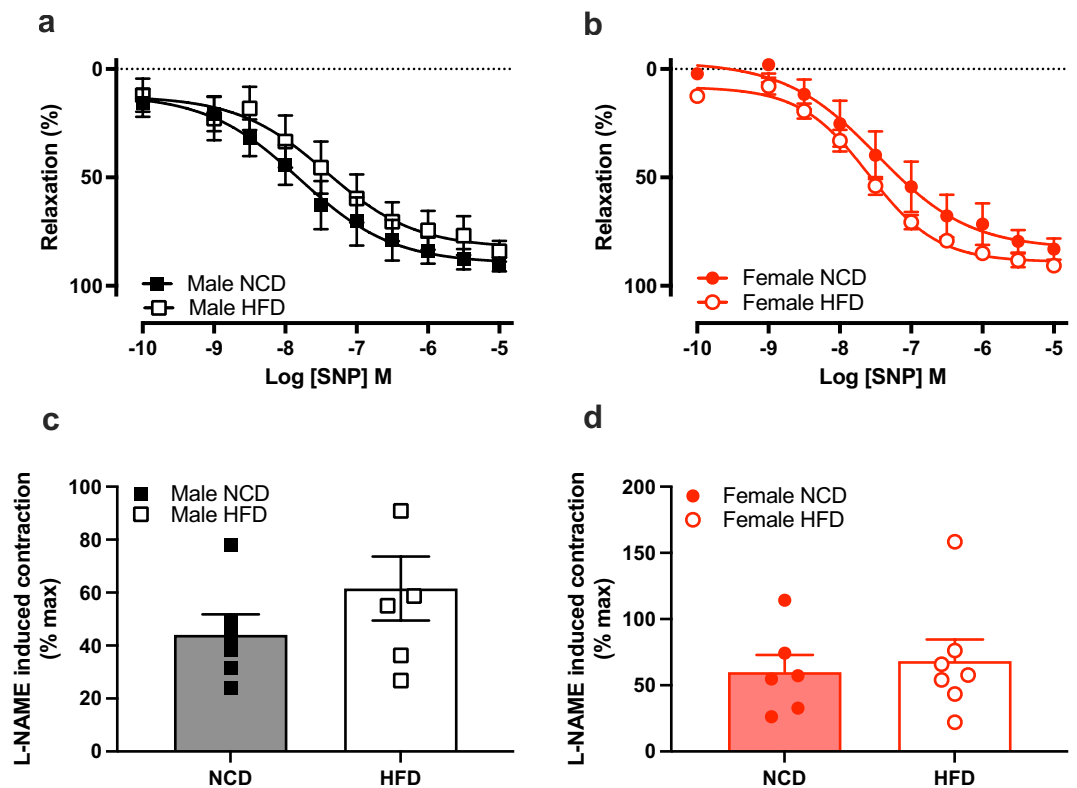 a
0
50
100
Relaxation (%)
Male NCD
Male HFD
-10 -9 -8 -7 -6 -5
Log [SNP] M
b
0
50
100
Relaxation (%)
Female NCD
Female HFD
-10 -9 -8 -7 -6 -5
Log [SNP] M
c
100
80
60
40
20
0
L-NAME induced contraction
(% max)
Male NCD
Male HFD
NCD HFD
d
200
150
100
50
0
L-NAME induced contraction
(% max)
Female NCD
Female HFD
NCD HFD